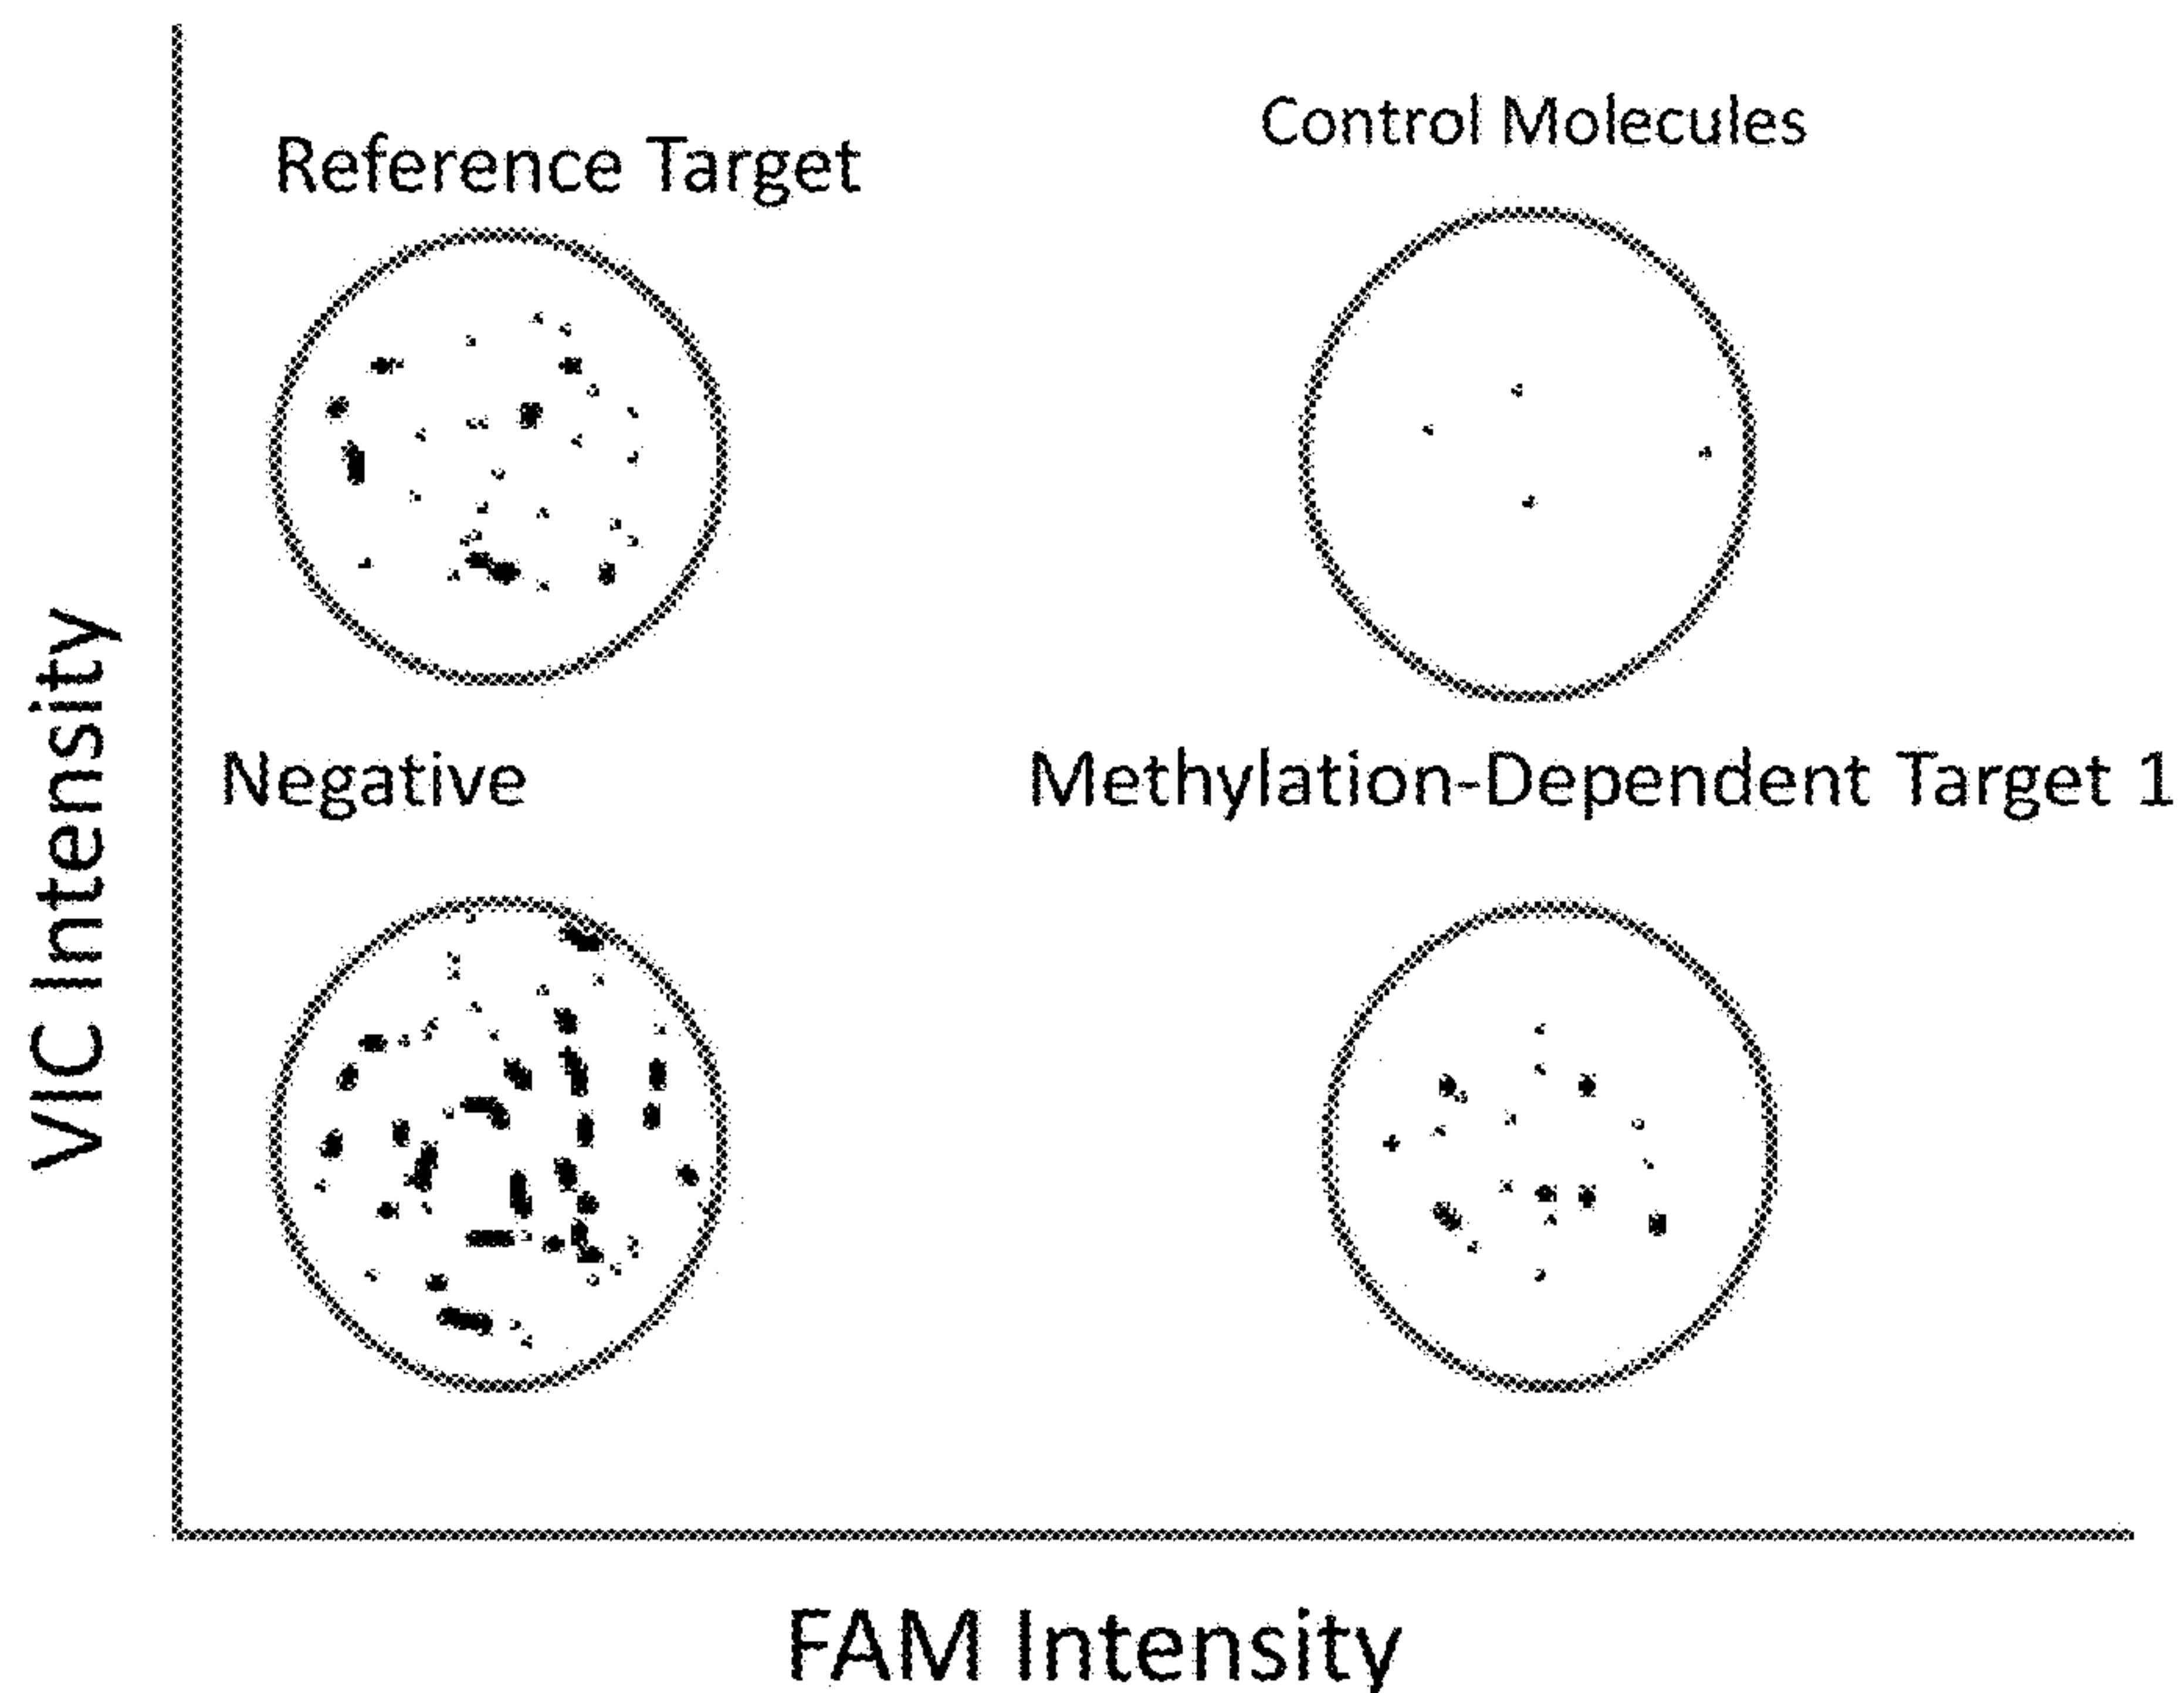 Reference Target
Control Molecules
Negative
Methylation-Dependent Target 1
VIC Intensity
FAM Intensity